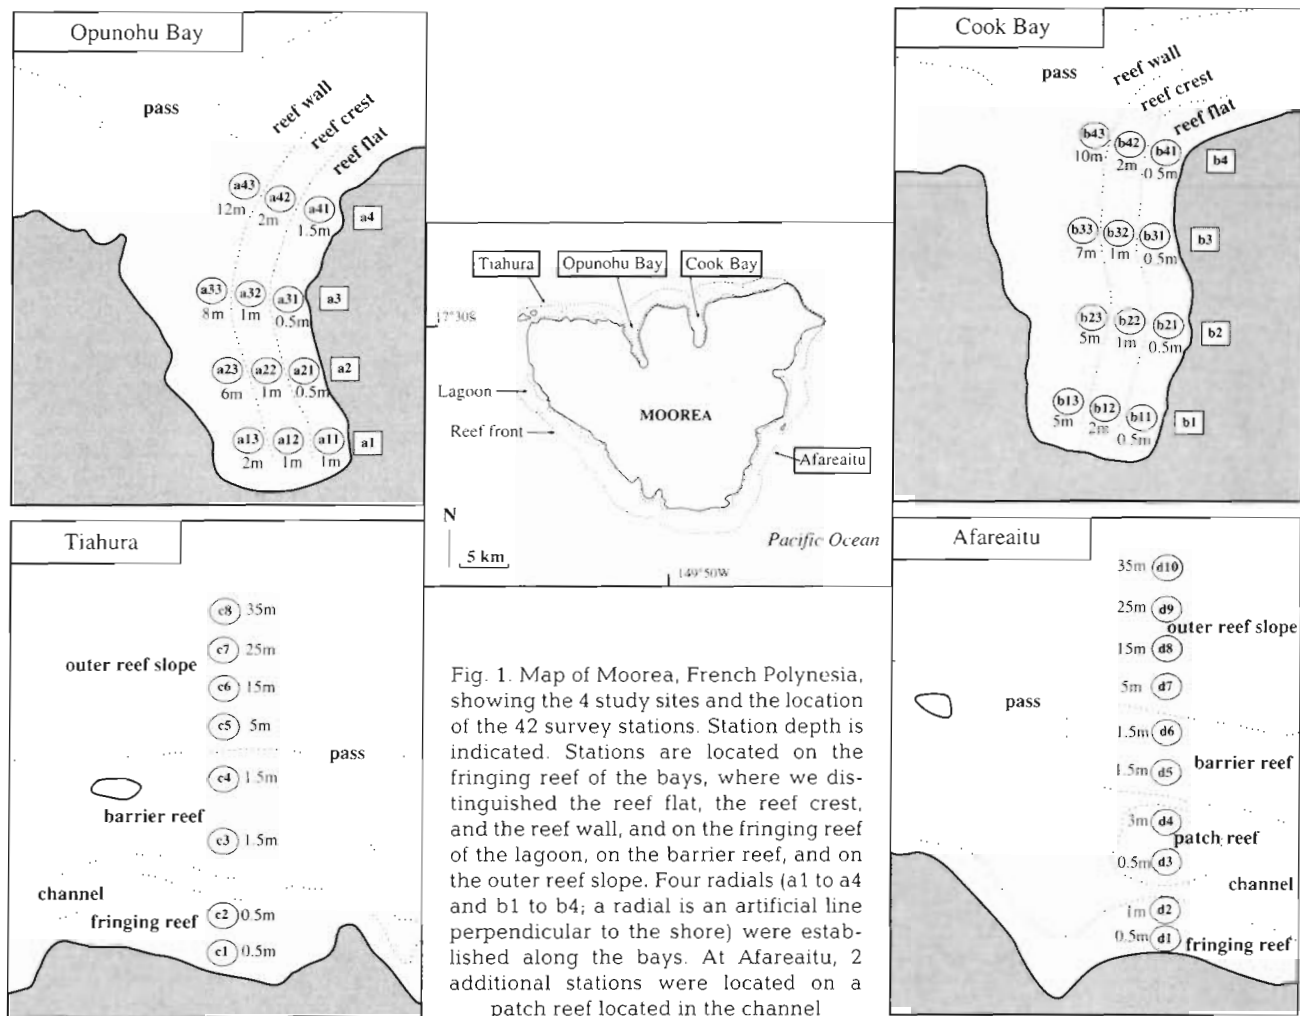 Opunohu Bay
pass
reef wall
reef crest
reef flat
a43
a42
a41
12m
2m
1.5m
a4
a33
a32
a31
a3
8m
1m
0.5m
a23
a22
a21
a2
6m
1m
0.5m
a13
a12
a11
a1
2m
1m
1m
Cook Bay
pass
reef wall
reef crest
reef flat
b43
b42
b41
b4
10m
2m
0.5m
b33
b32
b31
b3
7m
1m
0.5m
b23
b22
b21
b2
5m
1m
0.5m
b13
b12
b11
b1
5m
2m
0.5m
Tiahura
Opunohu Bay
Cook Bay
17°30S
Lagoon
Reef front
MOOREA
Afareaitu
N
5 km
Pacific Ocean
149°50W
Tiahura
c8 35m
c7 25m
outer reef slope
c6 15m
c5 5m
pass
c4 1.5m
barrier reef
c3 1.5m
channel
c2 0.5m
fringing reef
c1 0.5m
Fig. 1. Map of Moorea, French Polynesia,
showing the 4 study sites and the location
of the 42 survey stations. Station depth is
indicated. Stations are located on the
fringing reef of the bays, where we dis-
tinguished the reef flat, the reef crest,
and the reef wall, and on the fringing reef
of the lagoon, on the barrier reef, and on
the outer reef slope. Four radials (a1 to a4
and b1 to b4; a radial is an artificial line
perpendicular to the shore) were estab-
lished along the bays. At Afareaitu, 2
additional stations were located on a
patch reef located in the channel
Afareaitu
35m d10
25m d9
outer reef slope
15m d8
5m d7
pass
1.5m d6
barrier reef
1.5m d5
3m d4
patch reef
0.5m d3
channel
1m d2
0.5m d1
fringing reef